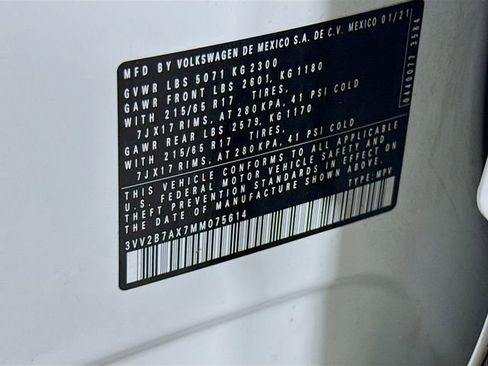 MFD BY VOLKSWAGEN DE MEXICO S.A. DE C.V. MEXICO 01/21
GVWR LBS 5071 KG 2300
GAWR FRONT LBS 2601, KG 1180
WITH 215/65 R17 TIRES,
7JX17 RIMS, AT 280 KPA, 41 PSI COLD
GAWR REAR LBS 2579, KG 1170
WITH 215/65 R17 TIRES,
7JX17 RIMS, AT 280 KPA, 41 PSI COLD
THIS VEHICLE CONFORMS TO ALL APPLICABLE
U.S. FEDERAL MOTOR VEHICLE SAFETY AND
THEFT PREVENTION STANDARDS IN EFFECT ON
THE DATE OF MANUFACTURE SHOWN ABOVE.
3VV2B7AX7MM075614 TYPE: MPV
0440077 3584